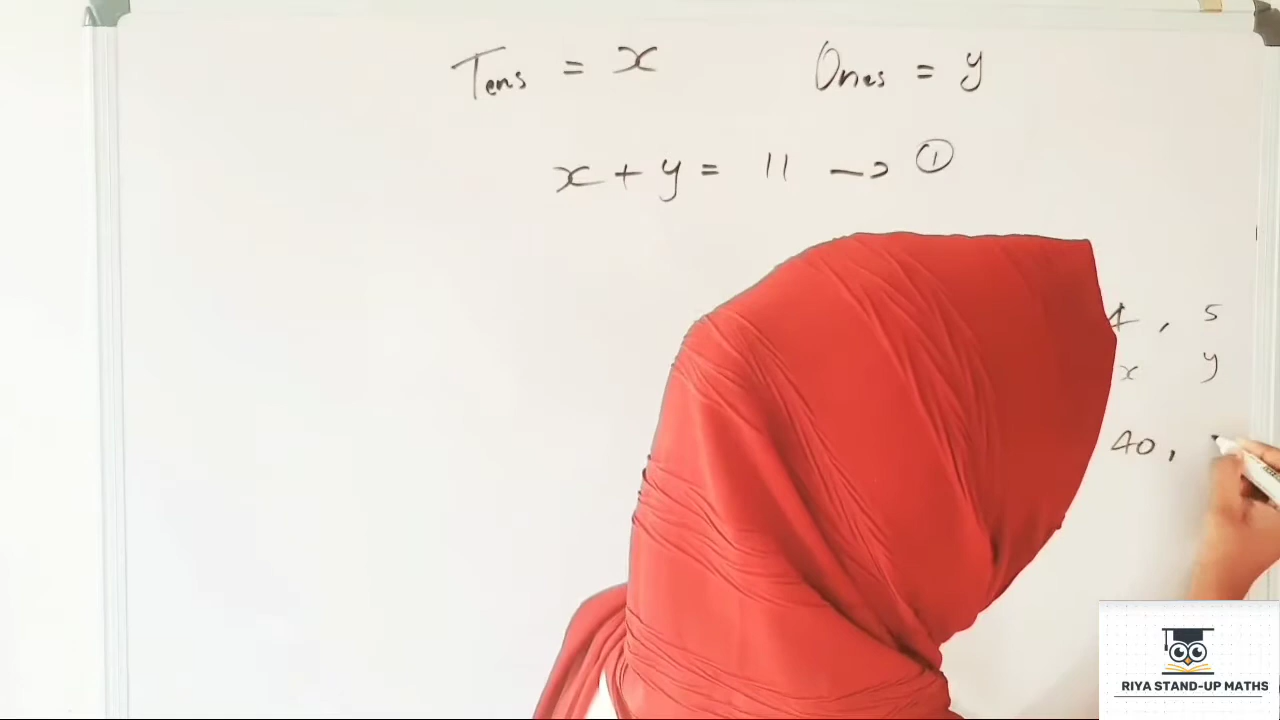 Tens = x Ones = y
x + y = 11 → ①
4 , 5
x y
40 ,
RIYA STAND-UP MATHS